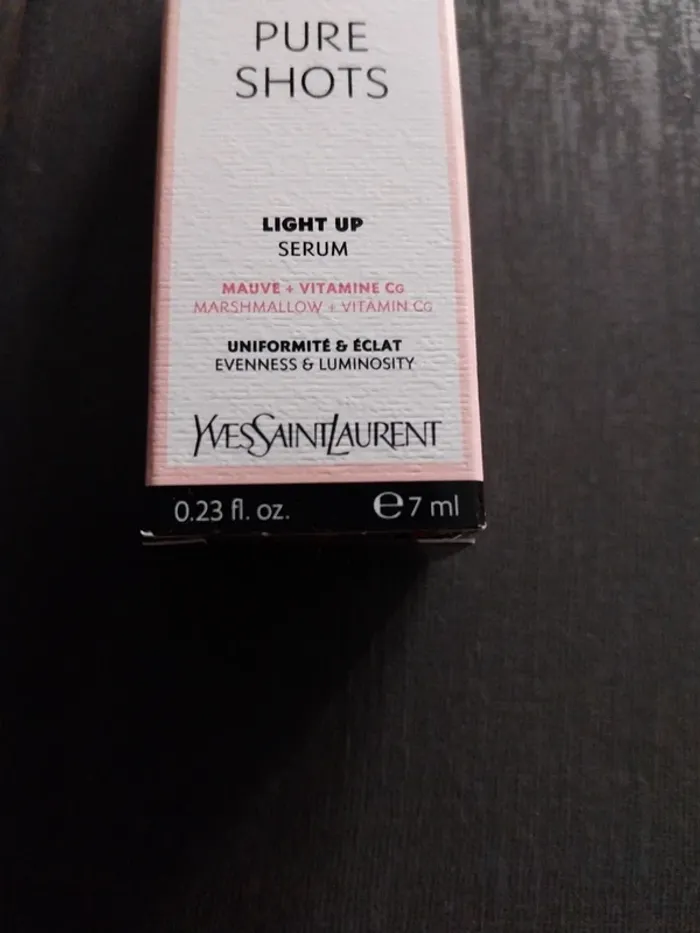 PURE
SHOTS
LIGHT UP
SERUM
MAUVE + VITAMINE CG
MARSHMALLOW + VITAMIN CG
UNIFORMITÉ & ÉCLAT
EVENNESS & LUMINOSITY
YVESSAINTLAURENT
0.23 fl. oz. ℮7 ml